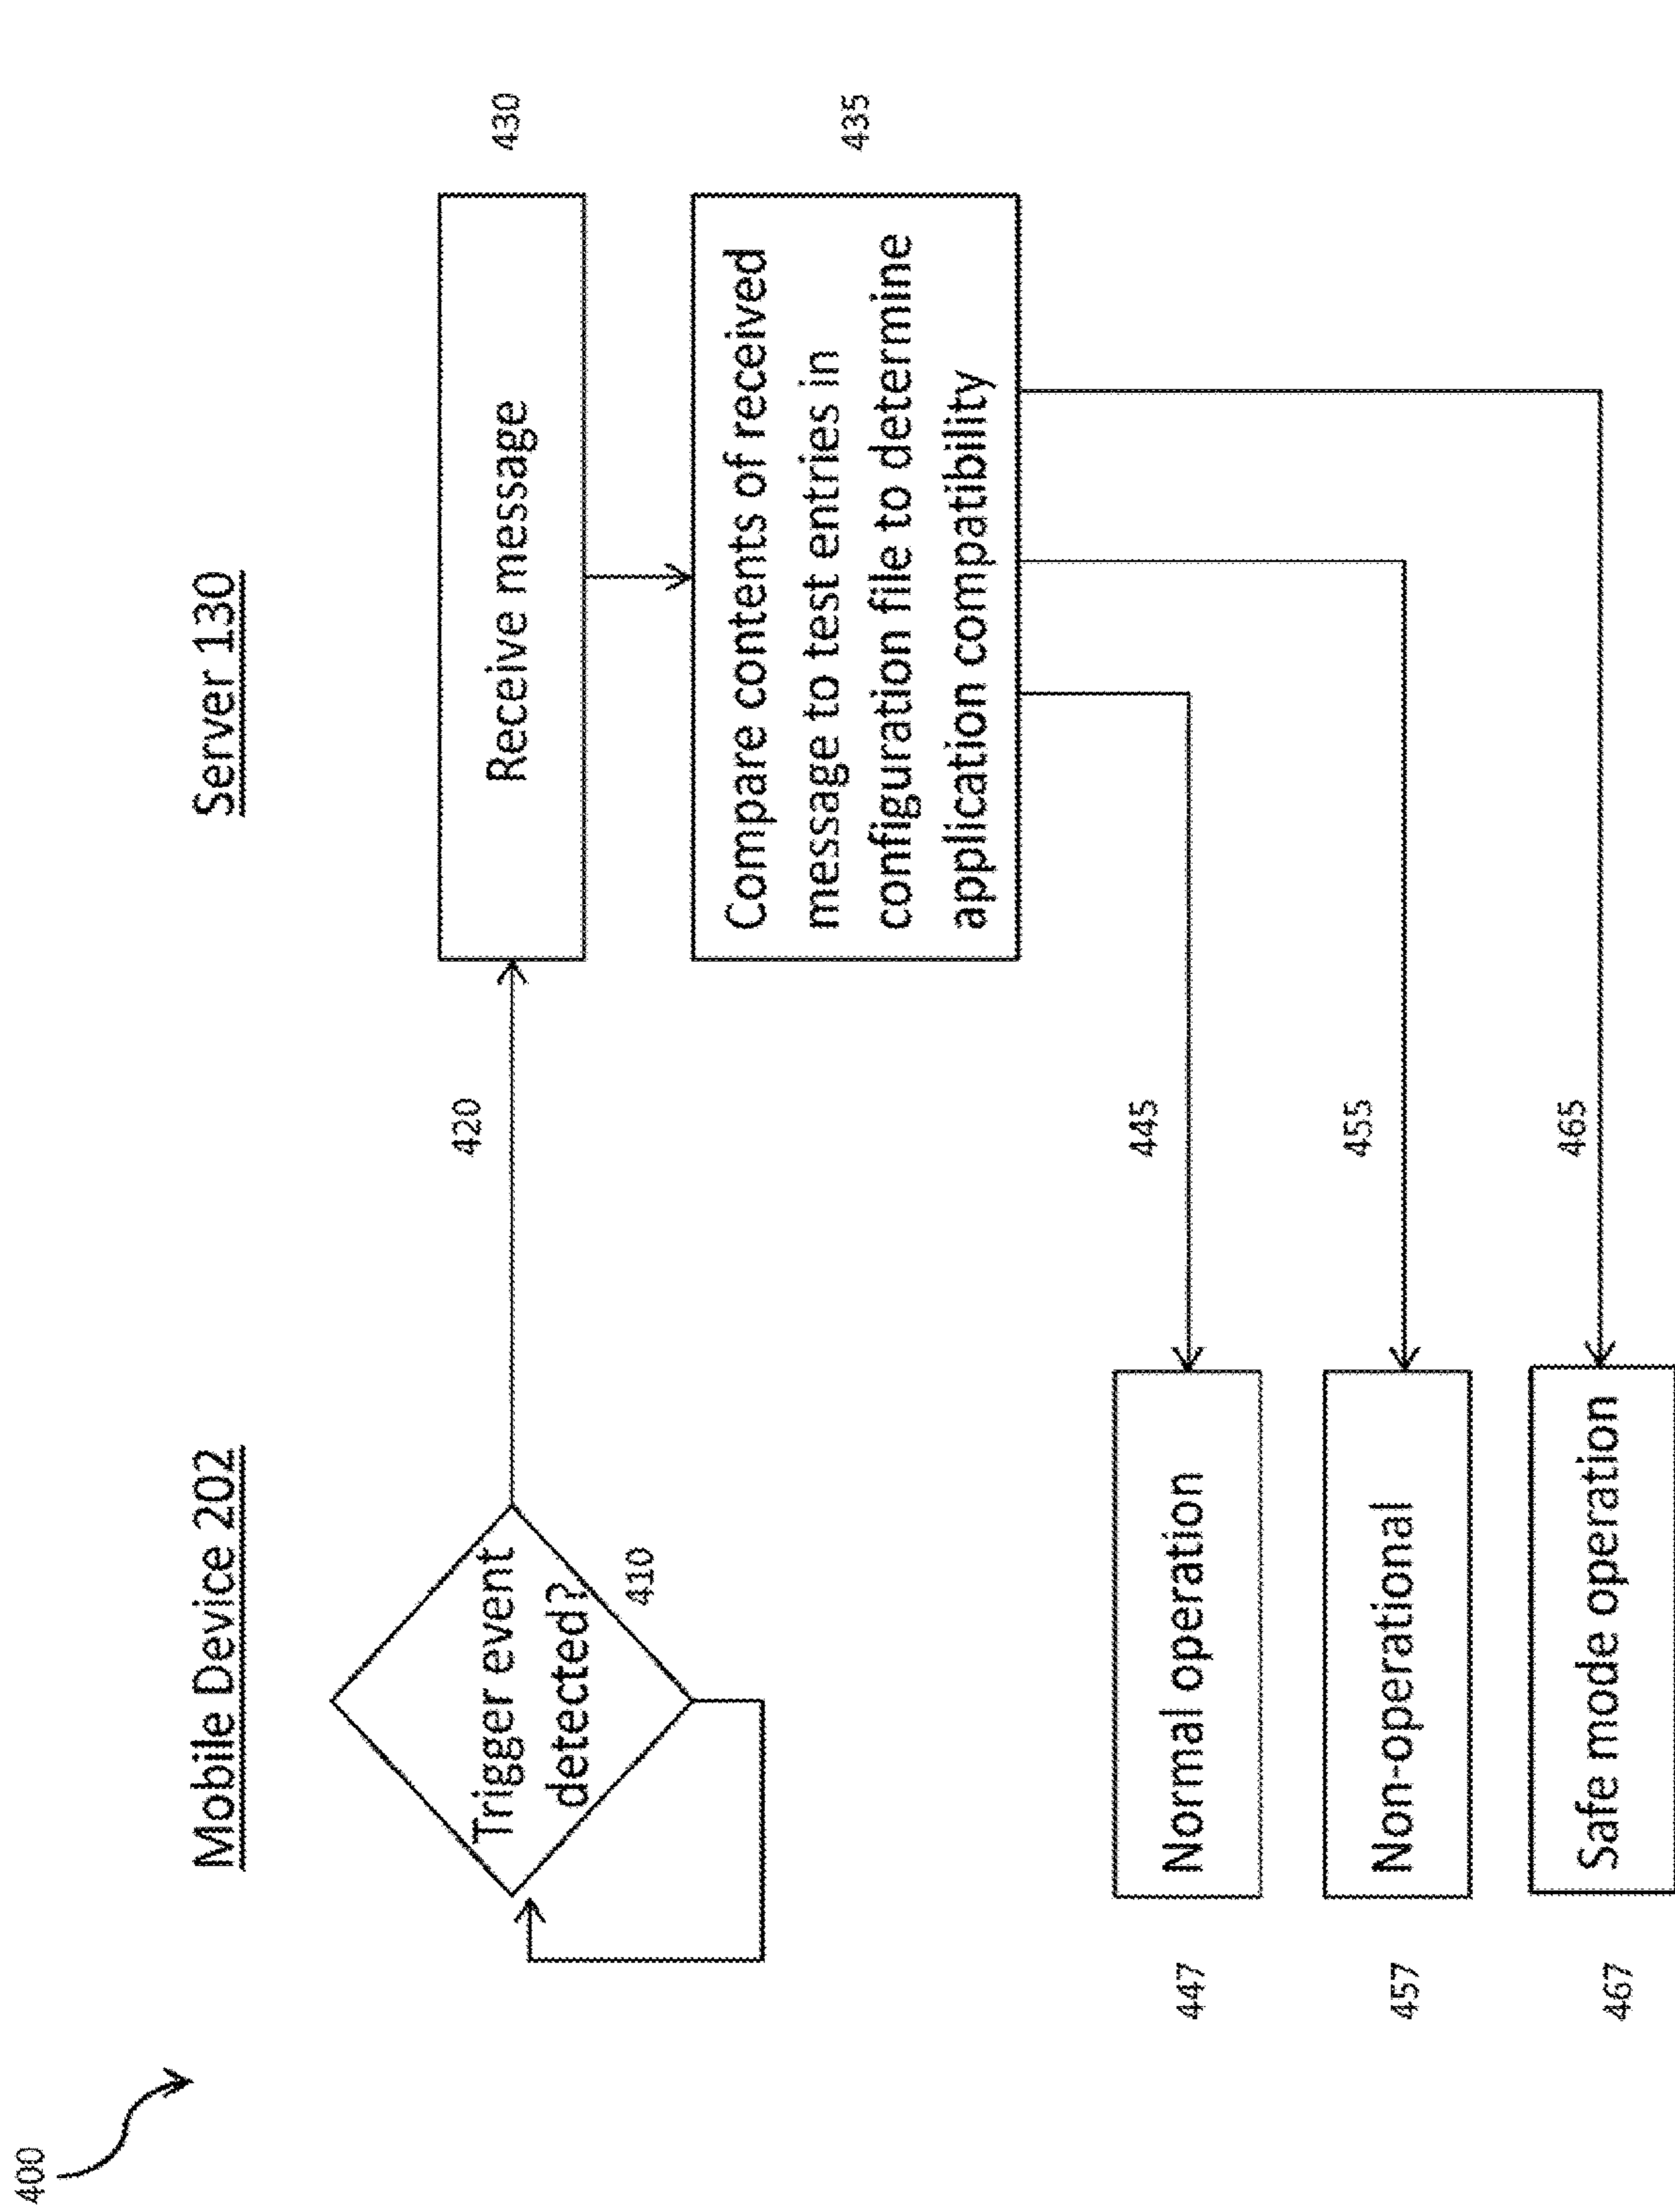 400
Mobile Device 202
Server 130
Trigger event
detected?
410
420
Receive message
430
Compare contents of received
message to test entries in
configuration file to determine
application compatibility
435
445
447
Normal operation
455
457
Non-operational
465
467
Safe mode operation